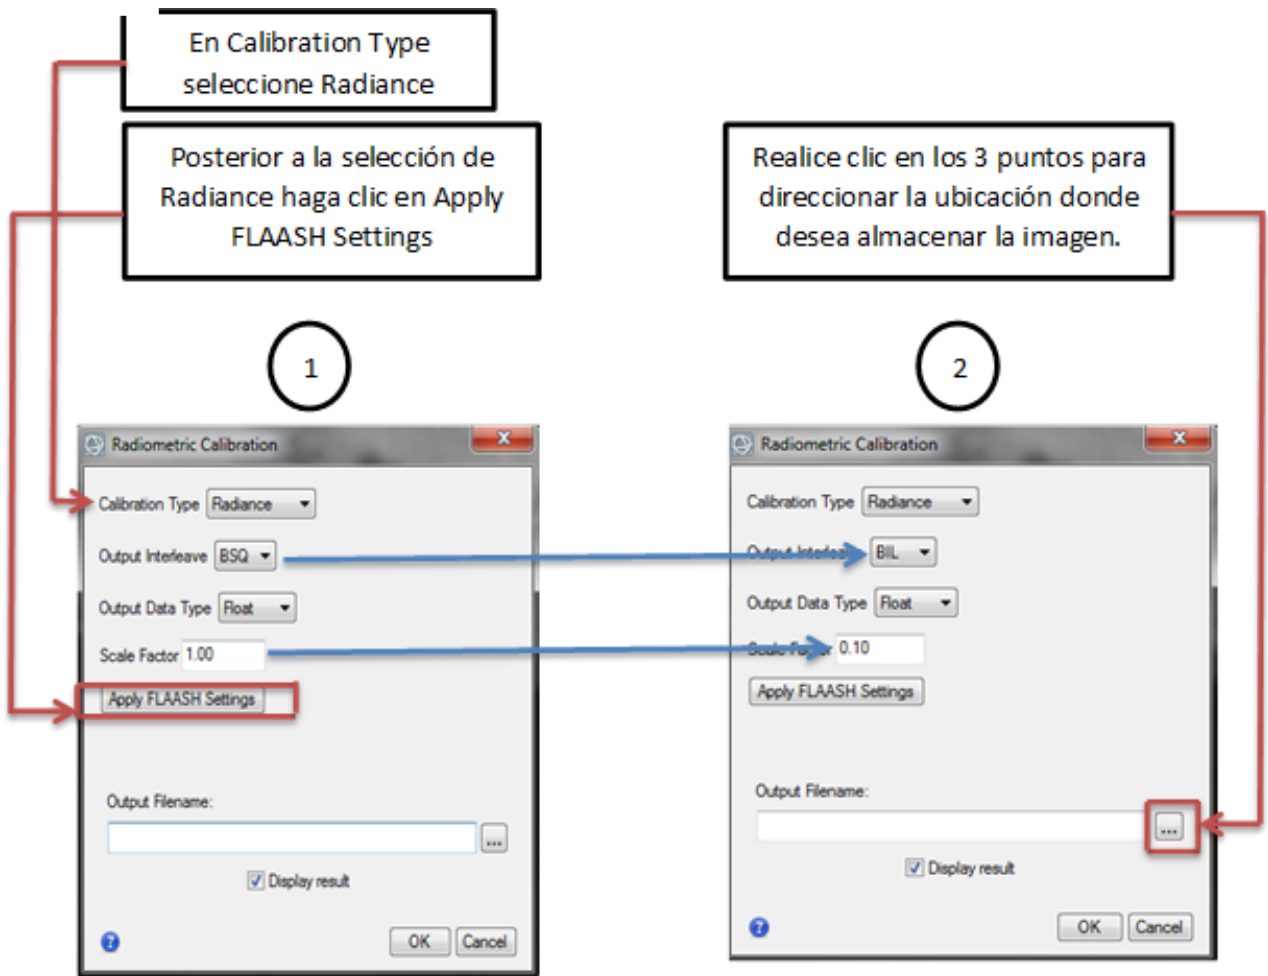 En Calibration Type
seleccione Radiance
Posterior a la selección de
Radiance haga clic en Apply
FLAASH Settings
Realice clic en los 3 puntos para
direccionar la ubicación donde
desea almacenar la imagen.
1
2
Radiometric Calibration
Calibration Type Radiance
Output Interleave BSQ
Output Data Type Float
Scale Factor 1.00
Apply FLAASH Settings
Output Filename:
...
Display result
OK Cancel
Radiometric Calibration
Calibration Type Radiance
Output Interleave BIL
Output Data Type Float
Scale Factor 0.10
Apply FLAASH Settings
Output Filename:
...
Display result
OK Cancel